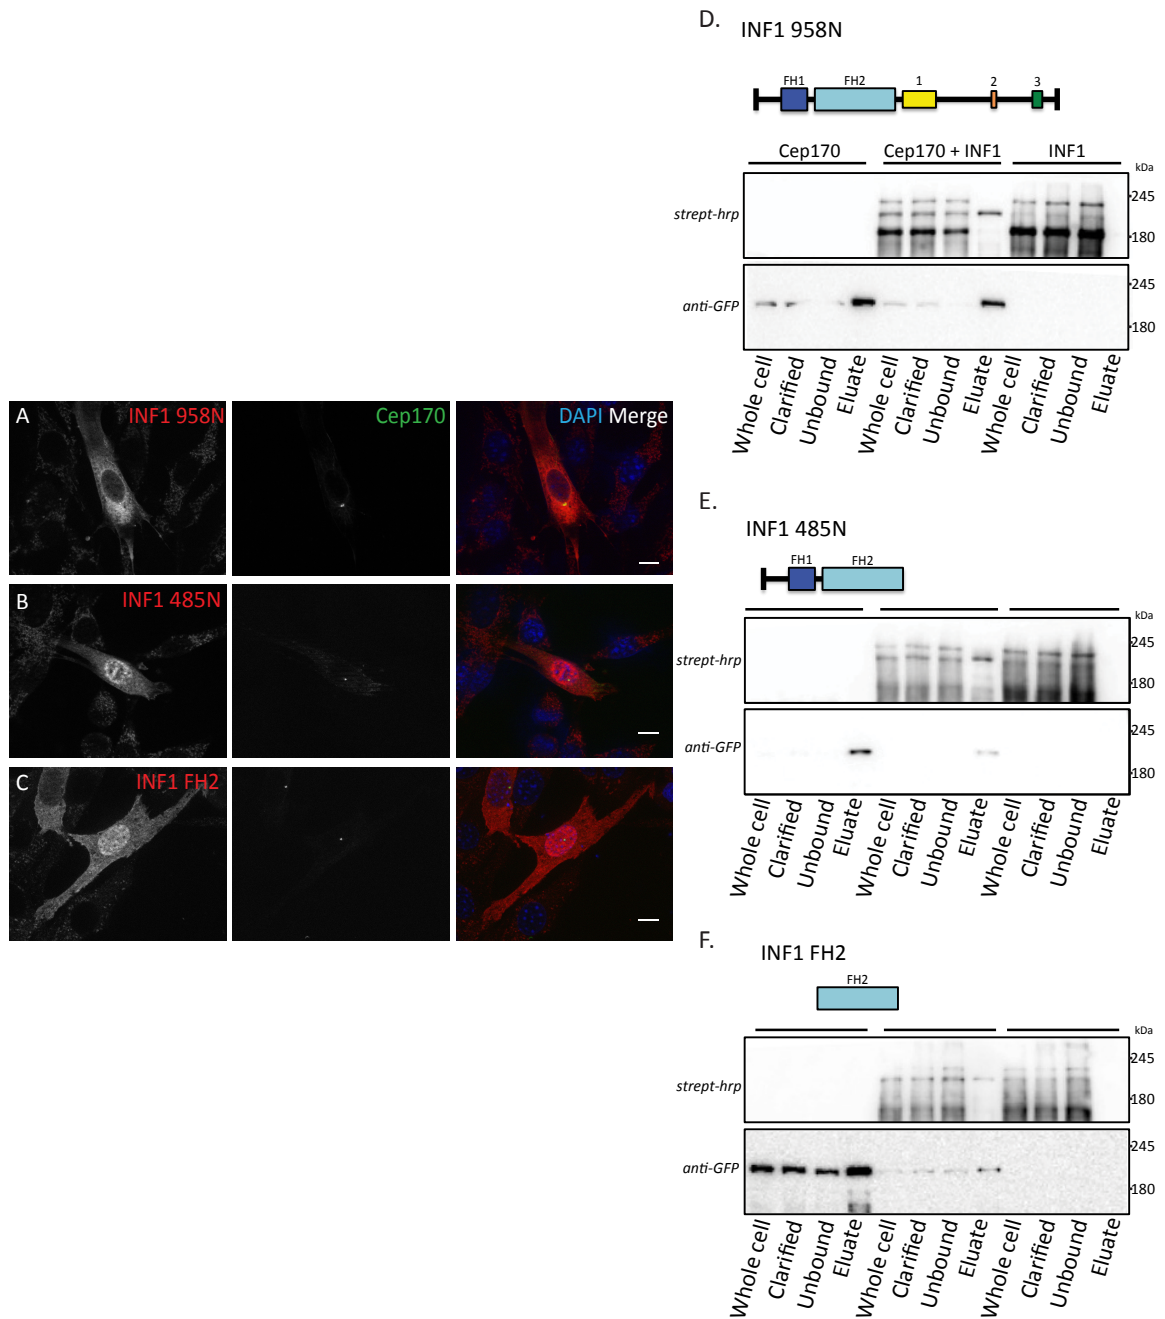 A
INF1 958N
Cep170
DAPI Merge
B
INF1 485N
C
INF1 FH2
D.
INF1 958N
FH1 FH2 1 2 3
Cep170 Cep170 + INF1 INF1
kDa
strept-hrp
245
180
anti-GFP
245
180
Whole cell Clarified Unbound Eluate Whole cell Clarified Unbound Eluate Whole cell Clarified Unbound Eluate
E.
INF1 485N
FH1 FH2
kDa
strept-hrp
245
180
anti-GFP
245
180
Whole cell Clarified Unbound Eluate Whole cell Clarified Unbound Eluate Whole cell Clarified Unbound Eluate
F.
INF1 FH2
FH2
kDa
strept-hrp
245
180
anti-GFP
245
180
Whole cell Clarified Unbound Eluate Whole cell Clarified Unbound Eluate Whole cell Clarified Unbound Eluate